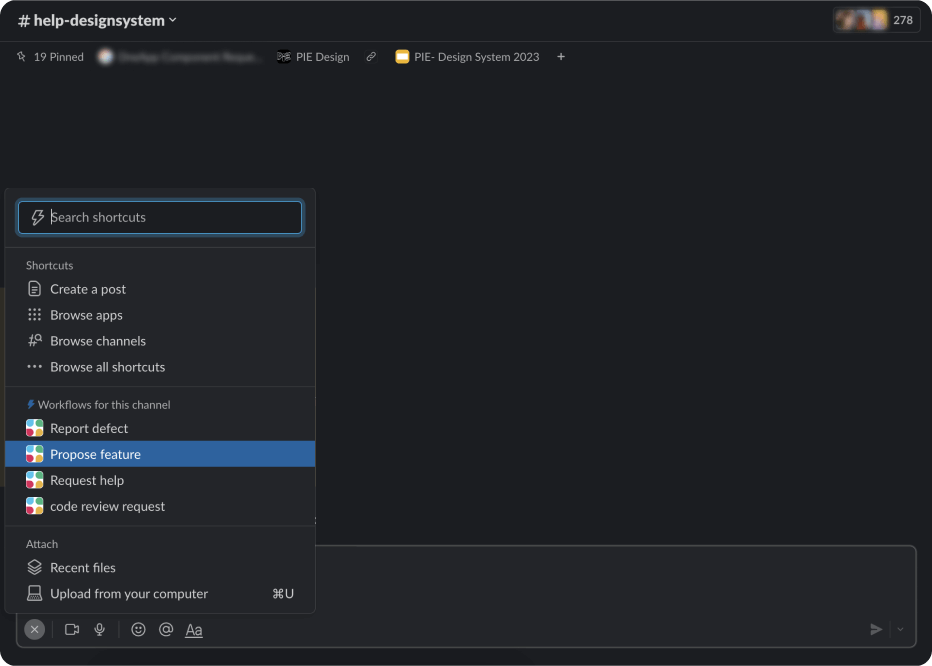 # help-designsystem
278
19 Pinned
PIE Design
PIE- Design System 2023
+
Search shortcuts
Shortcuts
Create a post
Browse apps
Browse channels
Browse all shortcuts
Workflows for this channel
Report defect
Propose feature
Request help
code review request
Attach
Recent files
Upload from your computer ⌘U
@ Aa